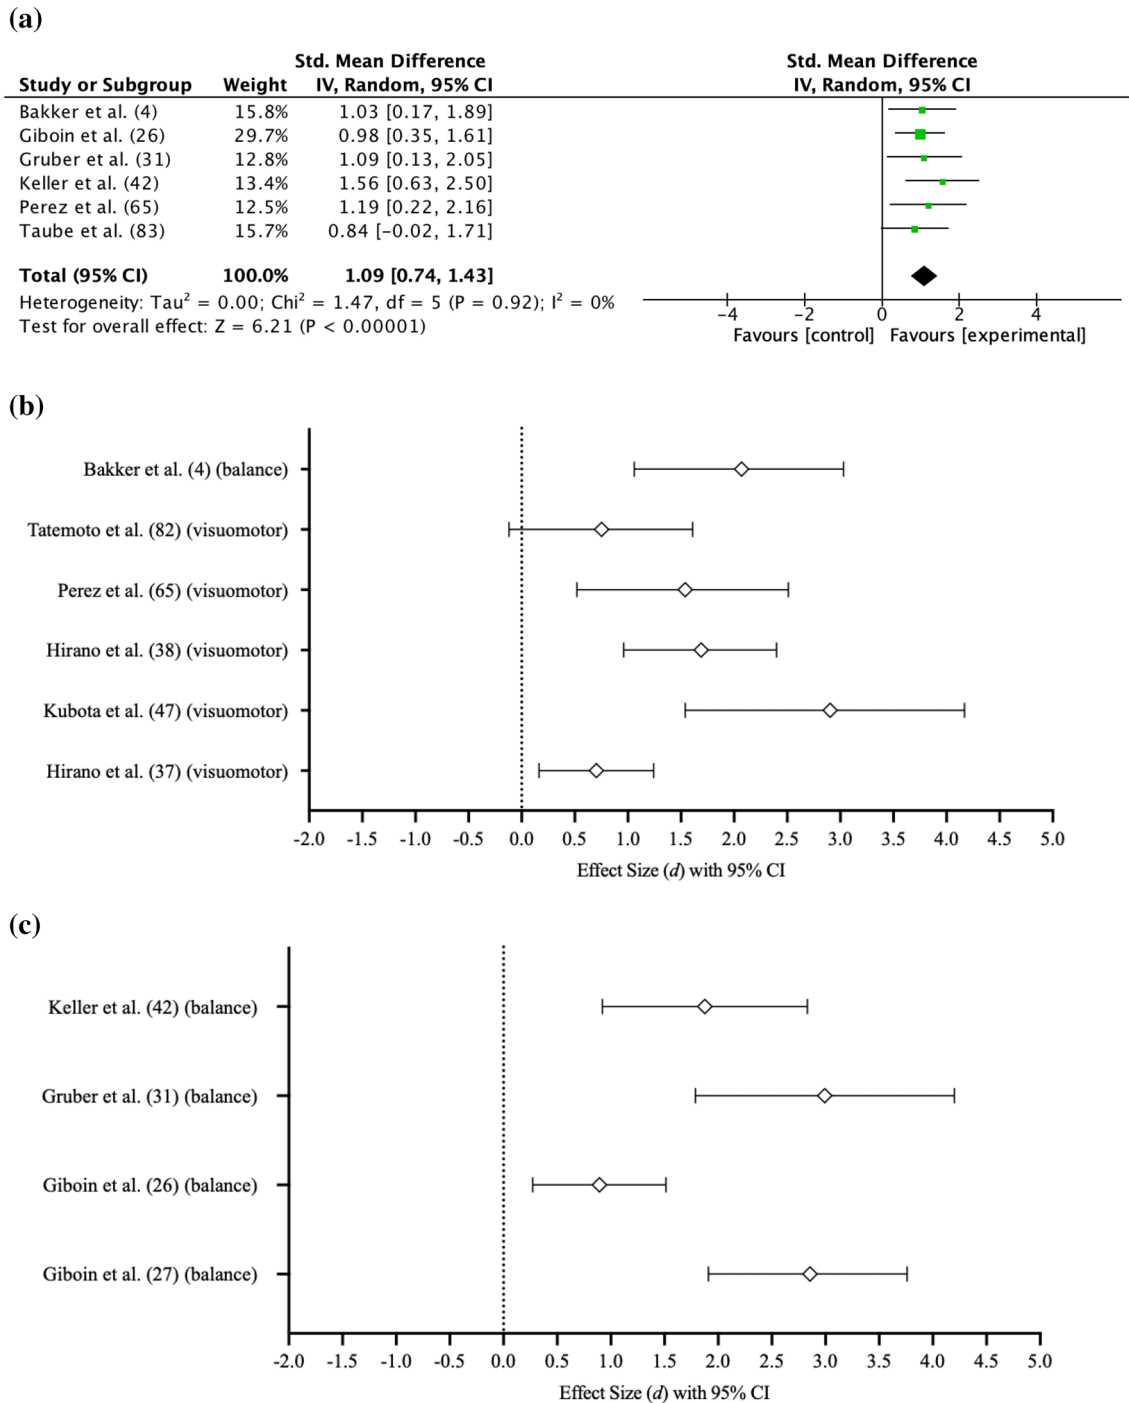 (a)
Std. Mean Difference Std. Mean Difference
Study or Subgroup Weight IV, Random, 95% CI IV, Random, 95% CI
Bakker et al. (4) 15.8% 1.03 [0.17, 1.89]
Giboin et al. (26) 29.7% 0.98 [0.35, 1.61]
Gruber et al. (31) 12.8% 1.09 [0.13, 2.05]
Keller et al. (42) 13.4% 1.56 [0.63, 2.50]
Perez et al. (65) 12.5% 1.19 [0.22, 2.16]
Taube et al. (83) 15.7% 0.84 [−0.02, 1.71]
Total (95% CI) 100.0% 1.09 [0.74, 1.43]
Heterogeneity: Tau² = 0.00; Chi² = 1.47, df = 5 (P = 0.92); I² = 0%
Test for overall effect: Z = 6.21 (P < 0.00001)
−4 −2 0 2 4
Favours [control] Favours [experimental]
(b)
Bakker et al. (4) (balance)
Tatemoto et al. (82) (visuomotor)
Perez et al. (65) (visuomotor)
Hirano et al. (38) (visuomotor)
Kubota et al. (47) (visuomotor)
Hirano et al. (37) (visuomotor)
-2.0 -1.5 -1.0 -0.5 0.0 0.5 1.0 1.5 2.0 2.5 3.0 3.5 4.0 4.5 5.0
Effect Size (d) with 95% CI
(c)
Keller et al. (42) (balance)
Gruber et al. (31) (balance)
Giboin et al. (26) (balance)
Giboin et al. (27) (balance)
-2.0 -1.5 -1.0 -0.5 0.0 0.5 1.0 1.5 2.0 2.5 3.0 3.5 4.0 4.5 5.0
Effect Size (d) with 95% CI